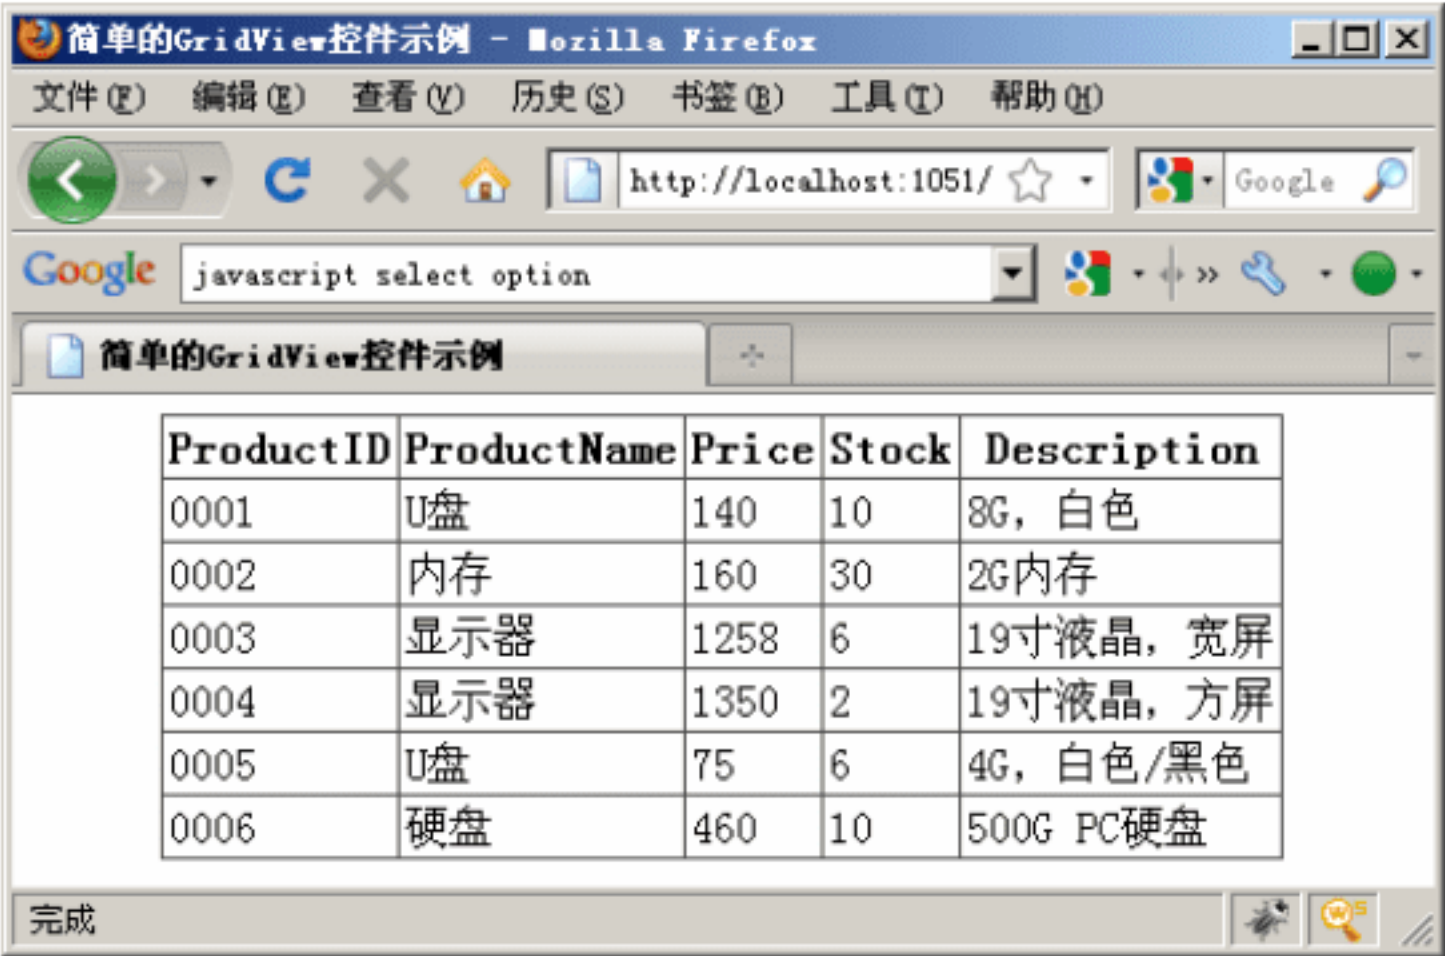 简单的GridView控件示例 - Mozilla Firefox
文件(F) 编辑(E) 查看(V) 历史(S) 书签(B) 工具(T) 帮助(H)
http://localhost:1051/ Google
Google javascript select option
简单的GridView控件示例
ProductID ProductName Price Stock Description
0001 U盘 140 10 8G，白色
0002 内存 160 30 2G内存
0003 显示器 1258 6 19寸液晶，宽屏
0004 显示器 1350 2 19寸液晶，方屏
0005 U盘 75 6 4G，白色/黑色
0006 硬盘 460 10 500G PC硬盘
完成